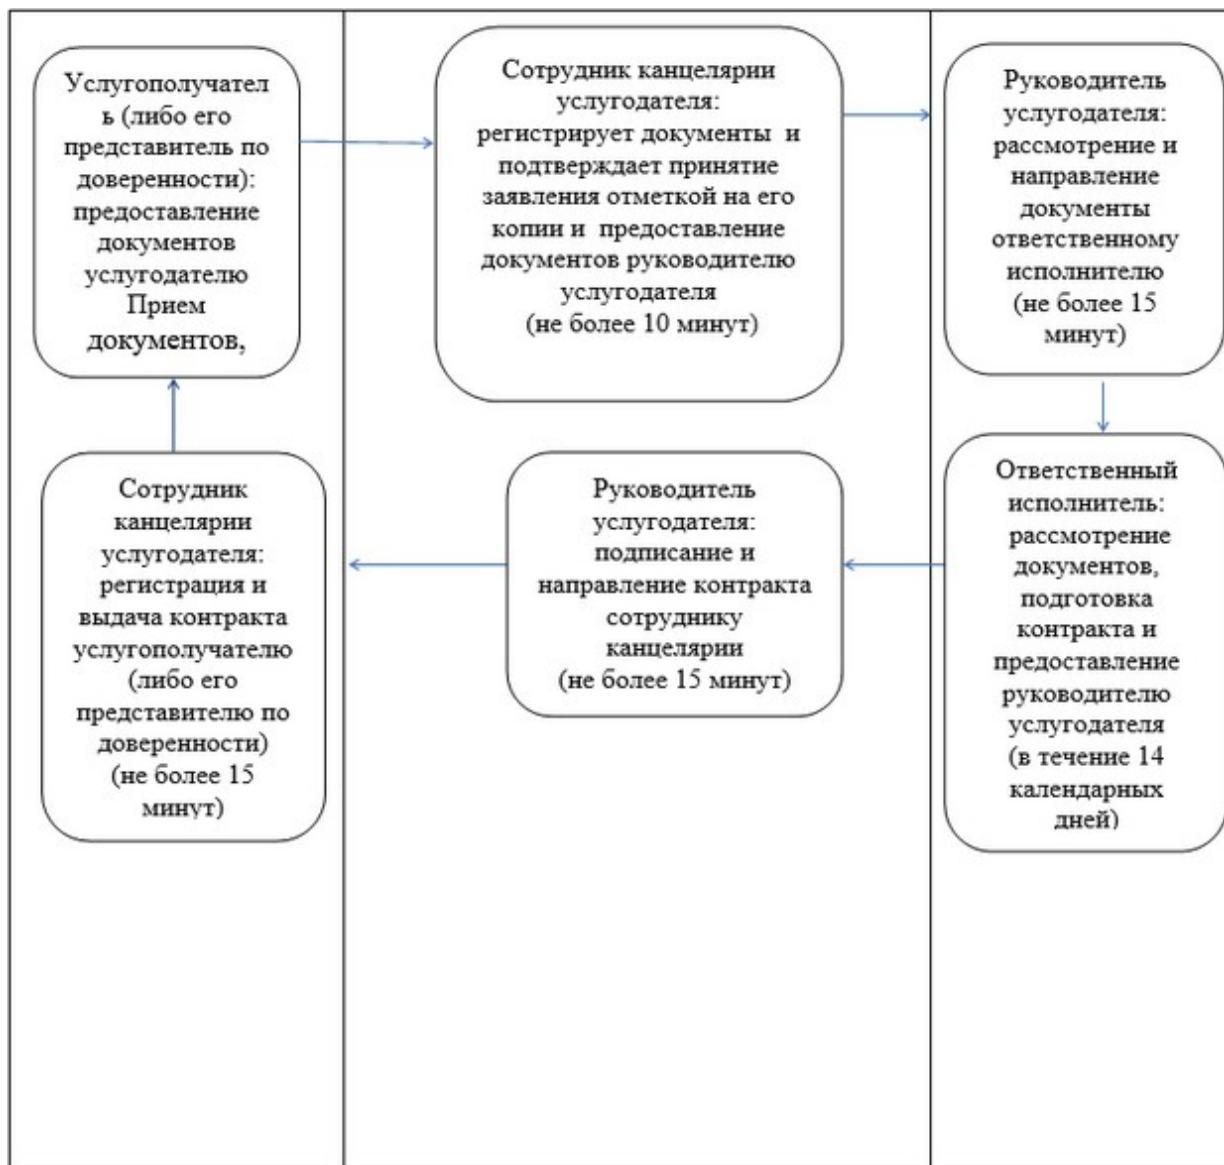 Услугополучател
ь (либо его
представитель по
доверенности):
предоставление
документов
услугодателю
Прием
документов,
Сотрудник канцелярии
услугодателя:
регистрирует документы и
подтверждает принятие
заявления отметкой на его
копии и предоставление
документов руководителю
услугодателя
(не более 10 минут)
Руководитель
услугодателя:
рассмотрение и
направление
документы
ответственному
исполнителю
(не более 15
минут)
Ответственный
исполнитель:
рассмотрение
документов,
подготовка
контракта и
предоставление
руководителю
услугодателя
(в течение 14
календарных
дней)
Руководитель
услугодателя:
подписание и
направление контракта
сотруднику
канцелярии
(не более 15 минут)
Сотрудник
канцелярии
услугодателя:
регистрация и
выдача контракта
услугополучателю
(либо его
представителю по
доверенности)
(не более 15
минут)